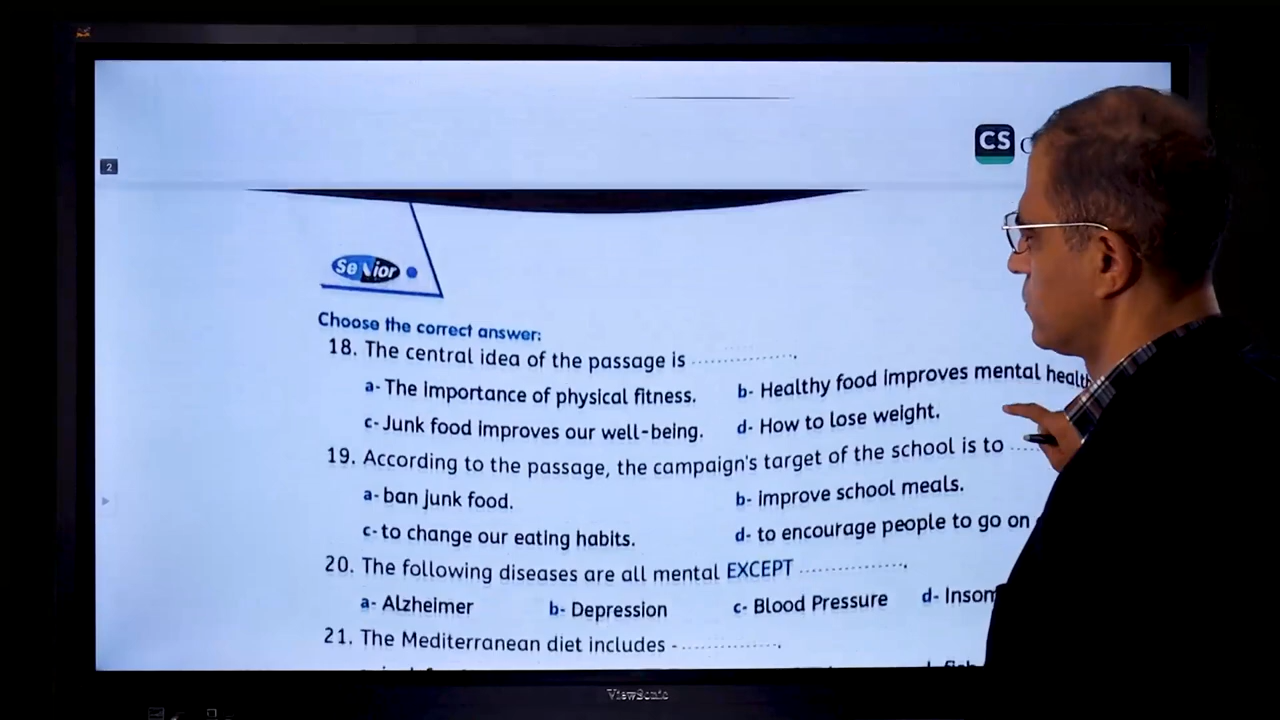 CS
2
Senior
Choose the correct answer:
18. The central idea of the passage is ..............
a- The importance of physical fitness. b- Healthy food improves mental health
c- Junk food improves our well-being. d- How to lose weight.
19. According to the passage, the campaign's target of the school is to .....
a- ban junk food. b- improve school meals.
c- to change our eating habits. d- to encourage people to go on
20. The following diseases are all mental EXCEPT ..............
a- Alzheimer b- Depression c- Blood Pressure d- Insom
21. The Mediterranean diet includes - ..............
ViewSonic